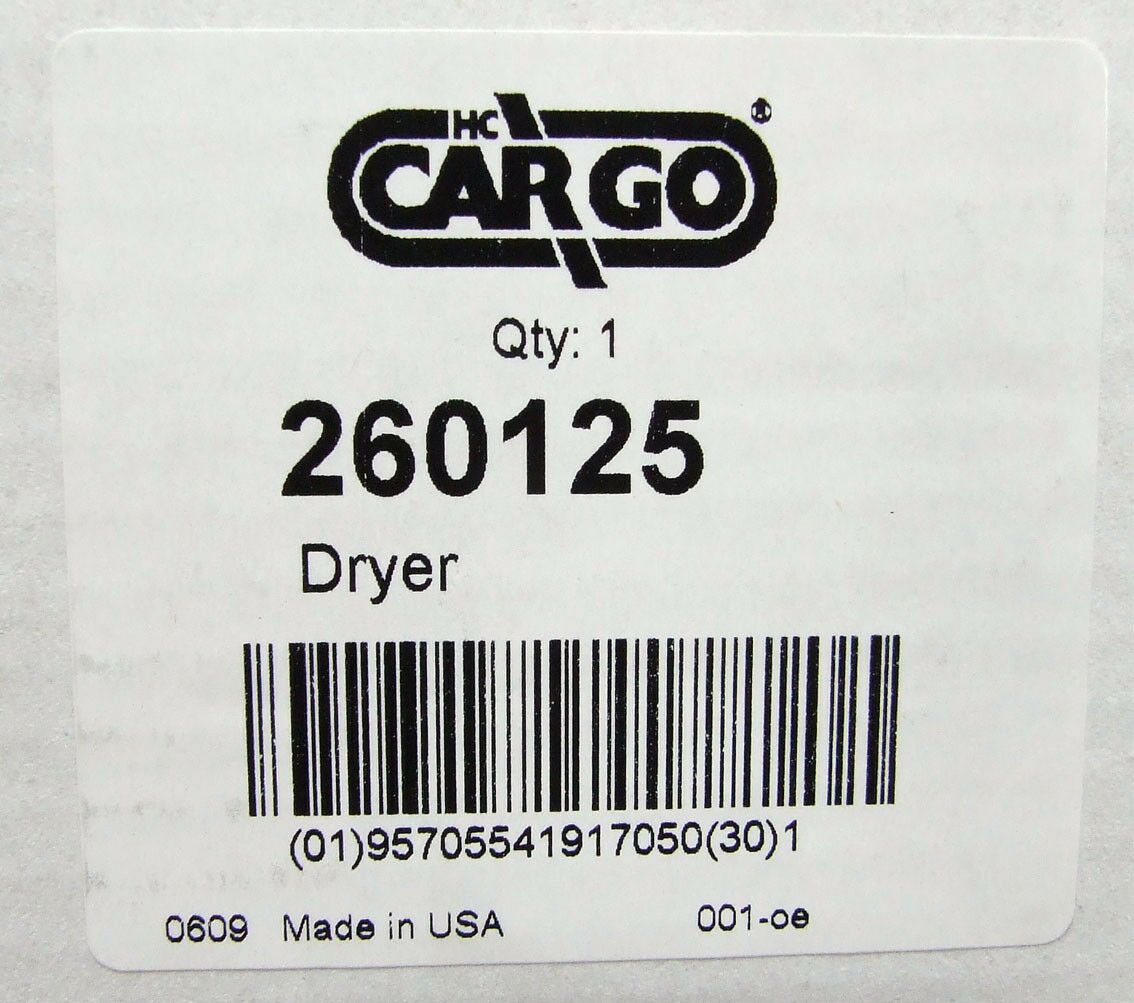 HC
CARGO®
Qty: 1
260125
Dryer
(01)95705541917050(30)1
0609 Made in USA 001-oe